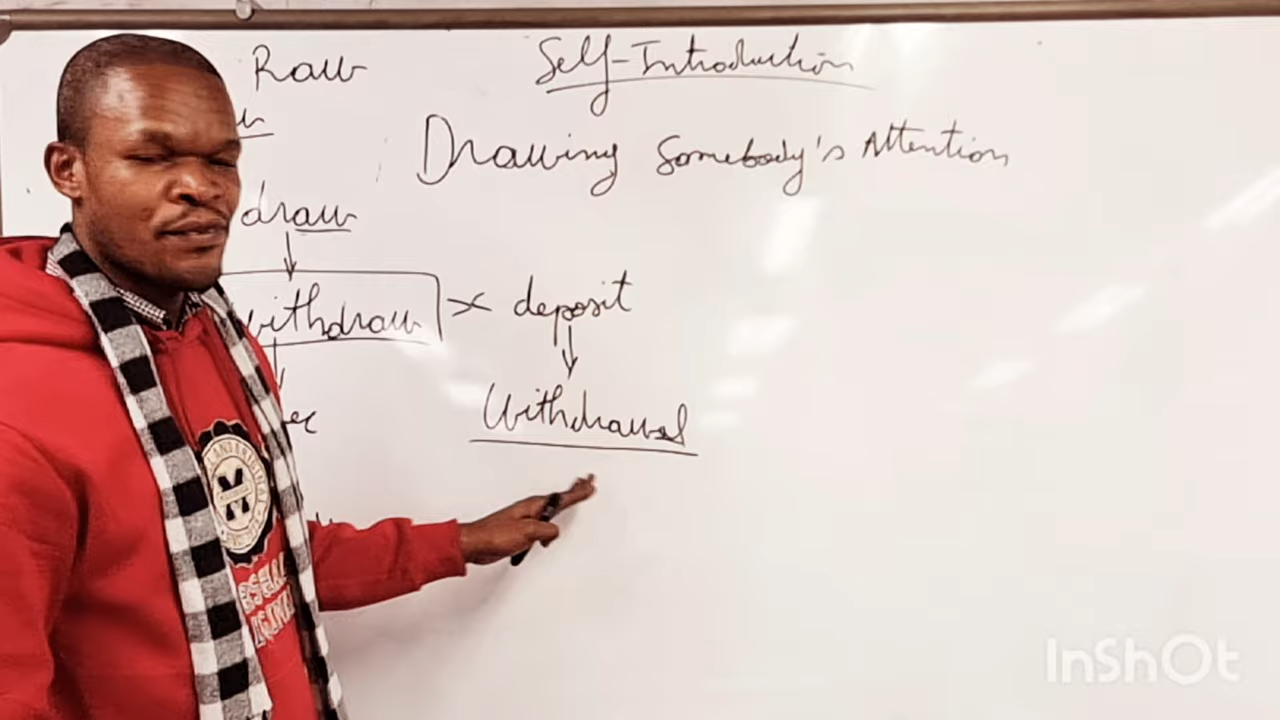 Raw
Self-Introduction
Drawing Somebody's Attention
draw
withdraw × deposit
Withdrawal
InShOt